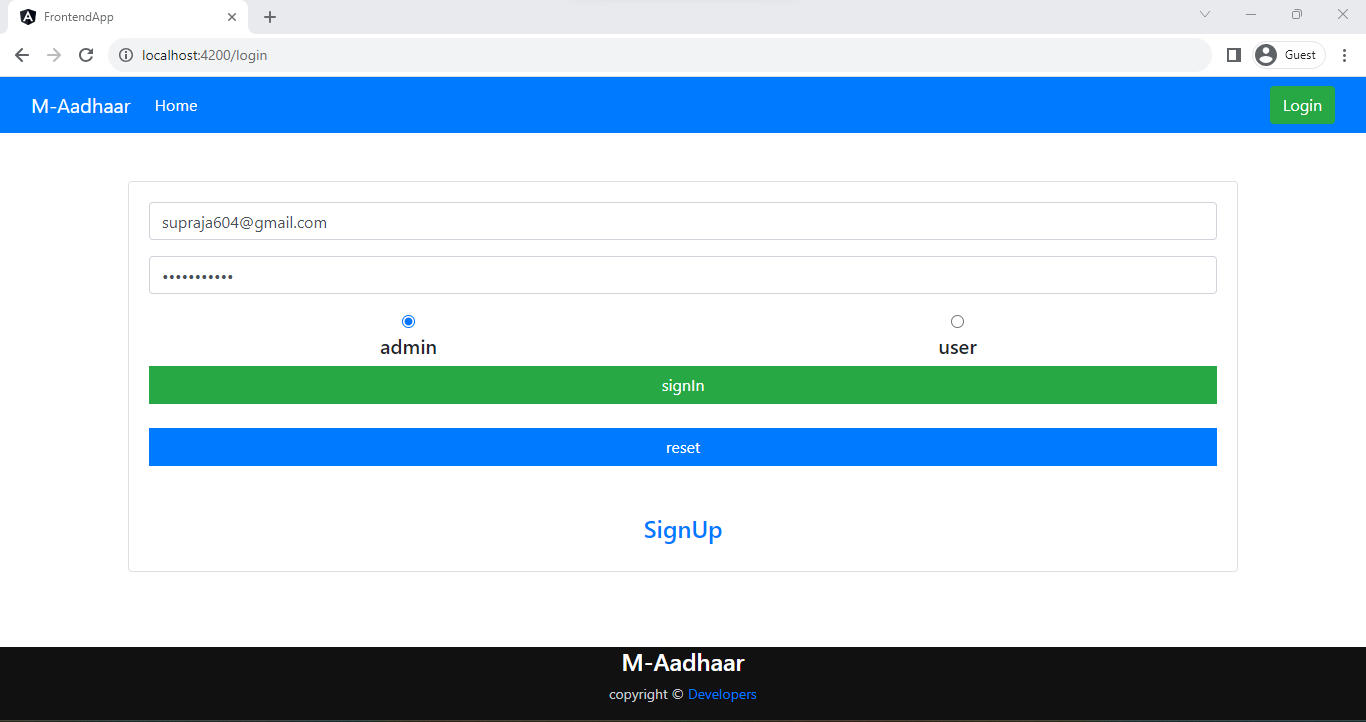 FrontendApp
localhost:4200/login
Guest
M-Aadhaar Home Login
supraja604@gmail.com
•••••••••••
admin user
signIn
reset
SignUp
M-Aadhaar
copyright © Developers